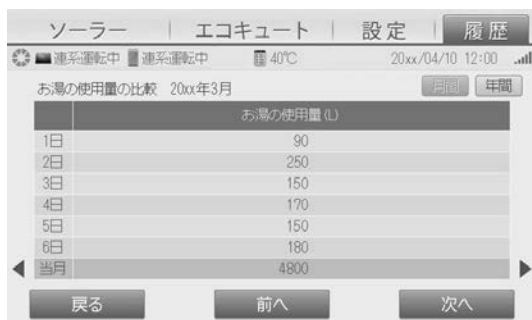 ソーラー エコキュート 設定 履歴
連系運転中 連系運転中 40℃ 20xx/04/10 12:00
お湯の使用量の比較 20xx年3月 月間 年間
お湯の使用量(L)
1日 90
2日 250
3日 150
4日 170
5日 150
6日 180
当月 4800
戻る 前へ 次へ